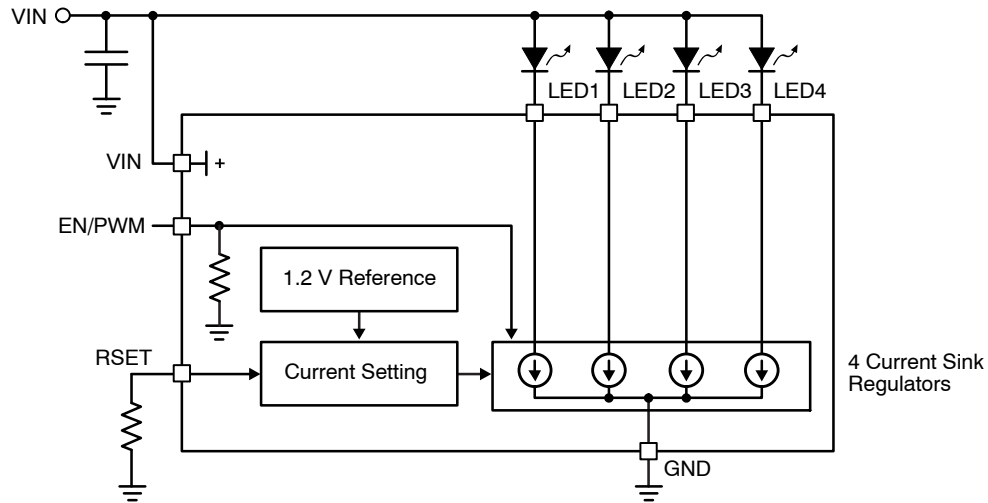 VIN
LED1
LED2
LED3
LED4
VIN
+
EN/PWM
1.2 V Reference
RSET
Current Setting
4 Current Sink
Regulators
GND